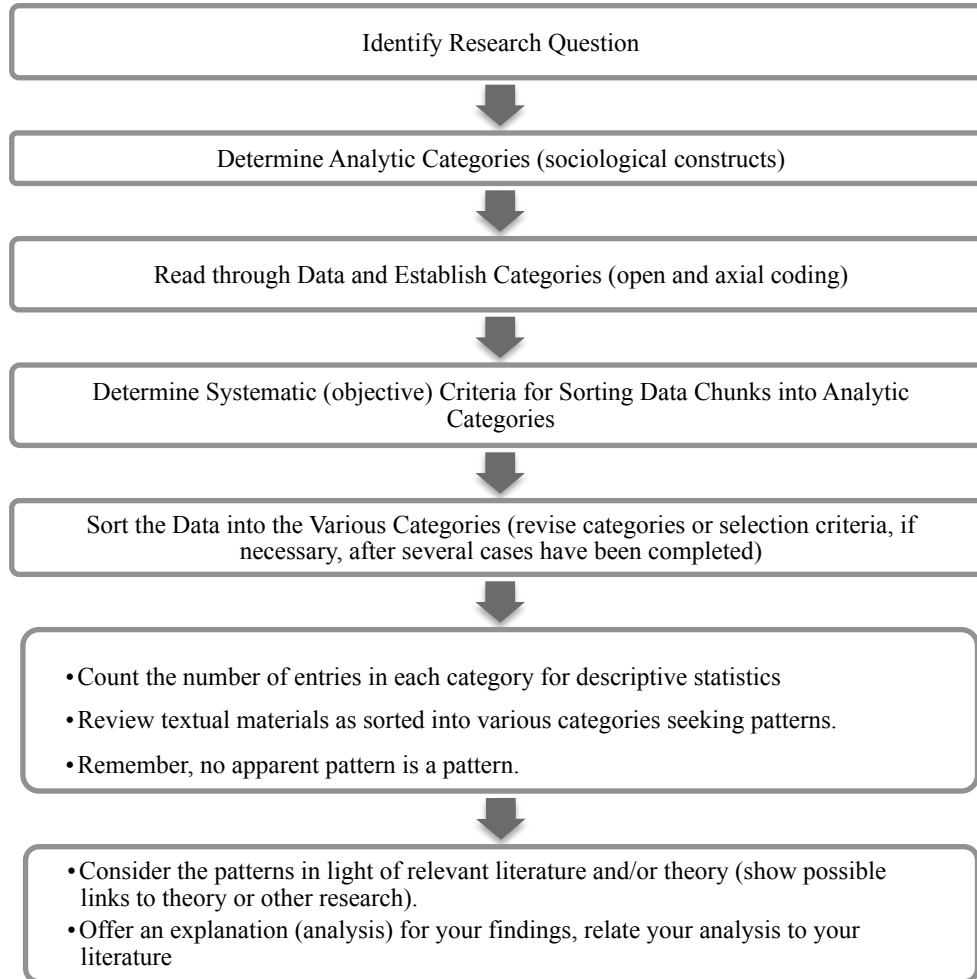 Identify Research Question
Determine Analytic Categories (sociological constructs)
Read through Data and Establish Categories (open and axial coding)
Determine Systematic (objective) Criteria for Sorting Data Chunks into Analytic
Categories
Sort the Data into the Various Categories (revise categories or selection criteria, if
necessary, after several cases have been completed)
• Count the number of entries in each category for descriptive statistics
• Review textual materials as sorted into various categories seeking patterns.
• Remember, no apparent pattern is a pattern.
• Consider the patterns in light of relevant literature and/or theory (show possible
links to theory or other research).
• Offer an explanation (analysis) for your findings, relate your analysis to your
literature